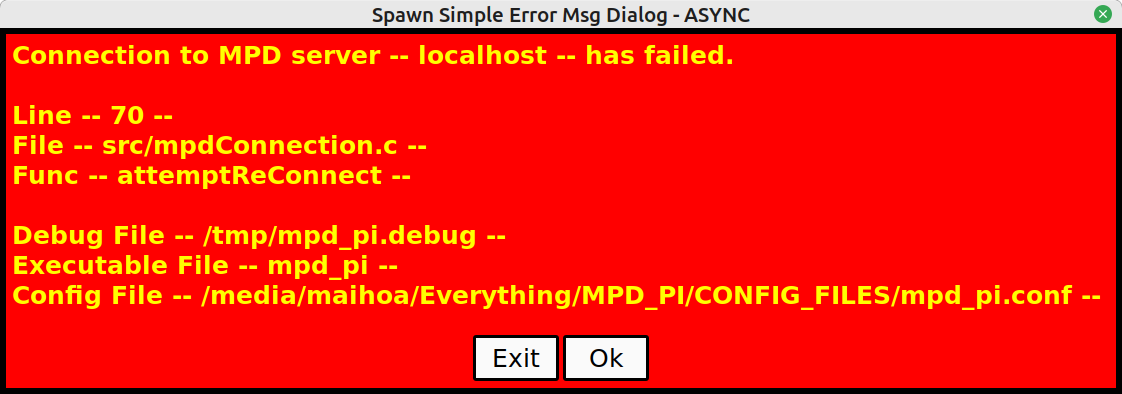 Spawn Simple Error Msg Dialog - ASYNC
Connection to MPD server -- localhost -- has failed.
Line -- 70 --
File -- src/mpdConnection.c --
Func -- attemptReConnect --
Debug File -- /tmp/mpd_pi.debug --
Executable File -- mpd_pi --
Config File -- /media/maihoa/Everything/MPD_PI/CONFIG_FILES/mpd_pi.conf --
Exit Ok